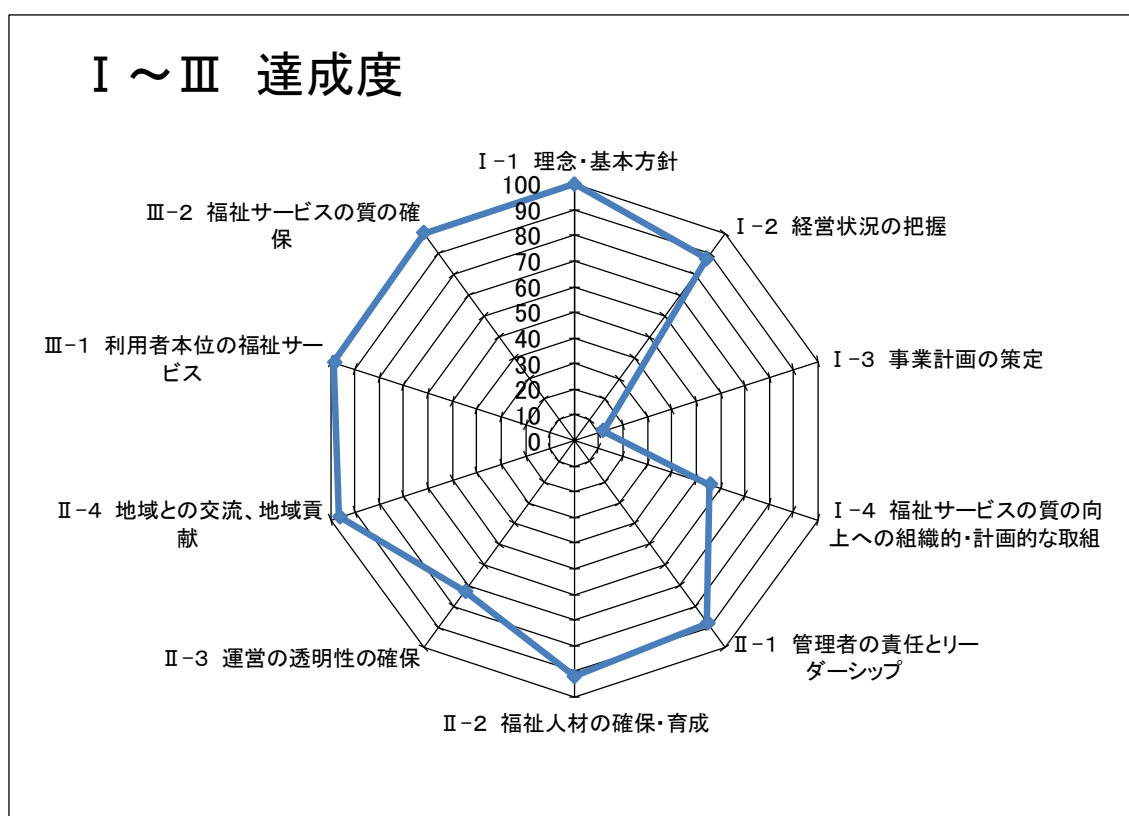 Ⅰ～Ⅲ 達成度
Ⅰ-1 理念・基本方針
100
90
80
70
60
50
40
30
20
10
0
Ⅰ-2 経営状況の把握
Ⅰ-3 事業計画の策定
Ⅰ-4 福祉サービスの質の向
上への組織的・計画的な取組
Ⅱ-1 管理者の責任とリー
ダーシップ
Ⅱ-2 福祉人材の確保・育成
Ⅱ-3 運営の透明性の確保
Ⅱ-4 地域との交流、地域貢
献
Ⅲ-1 利用者本位の福祉サー
ビス
Ⅲ-2 福祉サービスの質の確
保